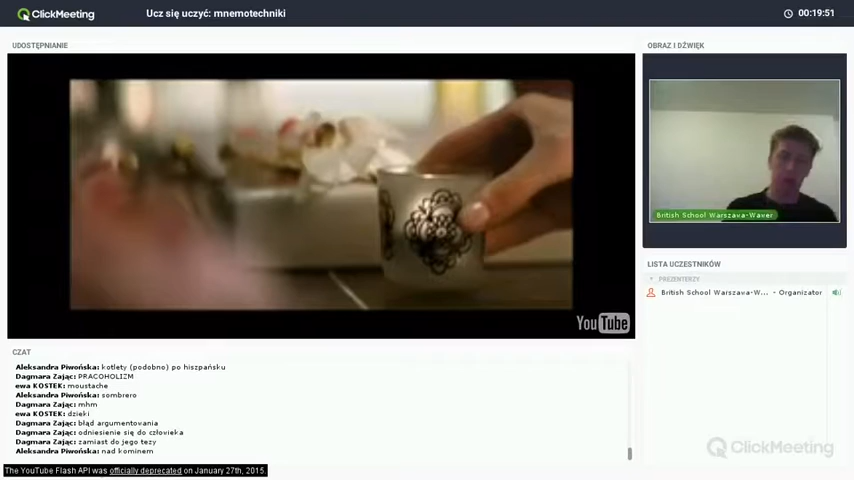 ClickMeeting
Ucz się uczyć: mnemotechniki
00:19:51
UDOSTĘPNIANIE
YouTube
OBRAZ I DŹWIĘK
British School Warszawa-Wawer
LISTA UCZESTNIKÓW
PREZENTERZY
British School Warszawa-W... - Organizator
CZAT
Aleksandra Piwońska: kotlety (podobno) po hiszpańsku
Dagmara Zając: PRACOHOLIZM
ewa KOSTEK: moustache
Aleksandra Piwońska: sombrero
Dagmara Zając: mhm
ewa KOSTEK: dzieki
Dagmara Zając: błąd argumentowania
Dagmara Zając: odniesienie się do człowieka
Dagmara Zając: zamiast do jego tezy
Aleksandra Piwońska: nad kominem
ClickMeeting
The YouTube Flash API was officially deprecated on January 27th, 2015.